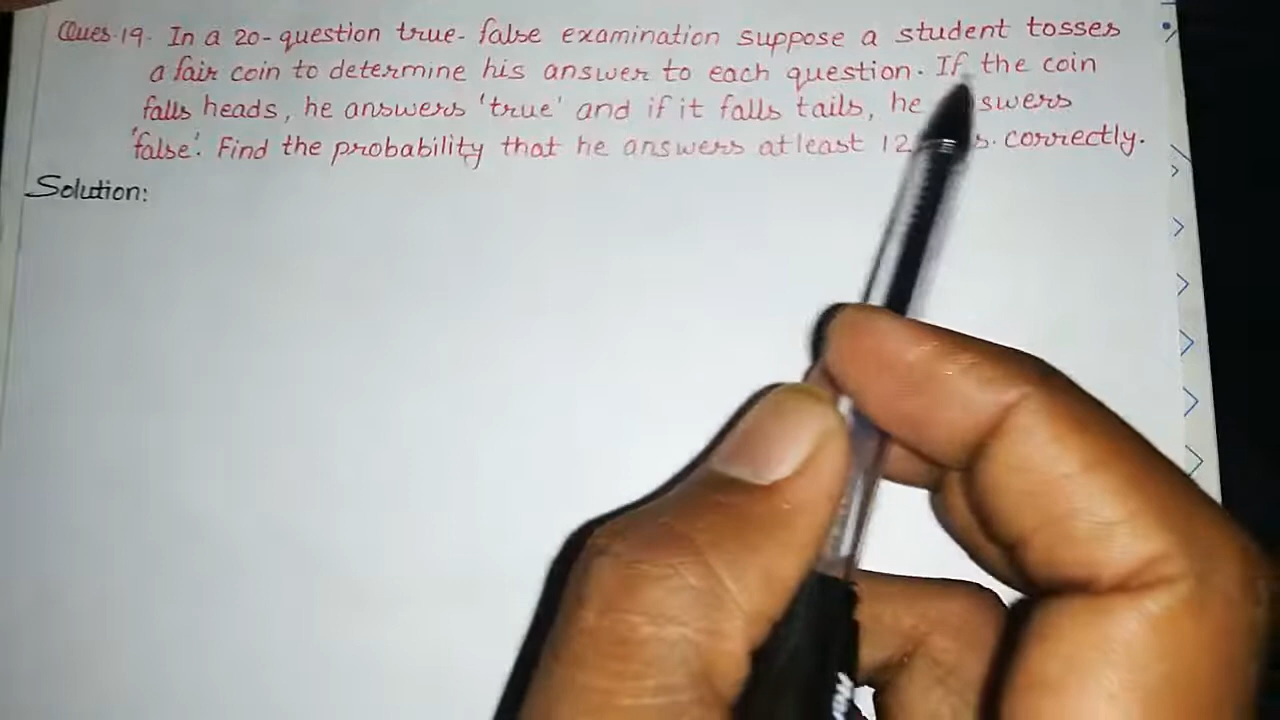 Ques.19. In a 20-question true-false examination suppose a student tosses
a fair coin to determine his answer to each question. If the coin
falls heads, he answers 'true' and if it falls tails, he swers
'false'. Find the probability that he answers atleast 12 s. correctly.
Solution: